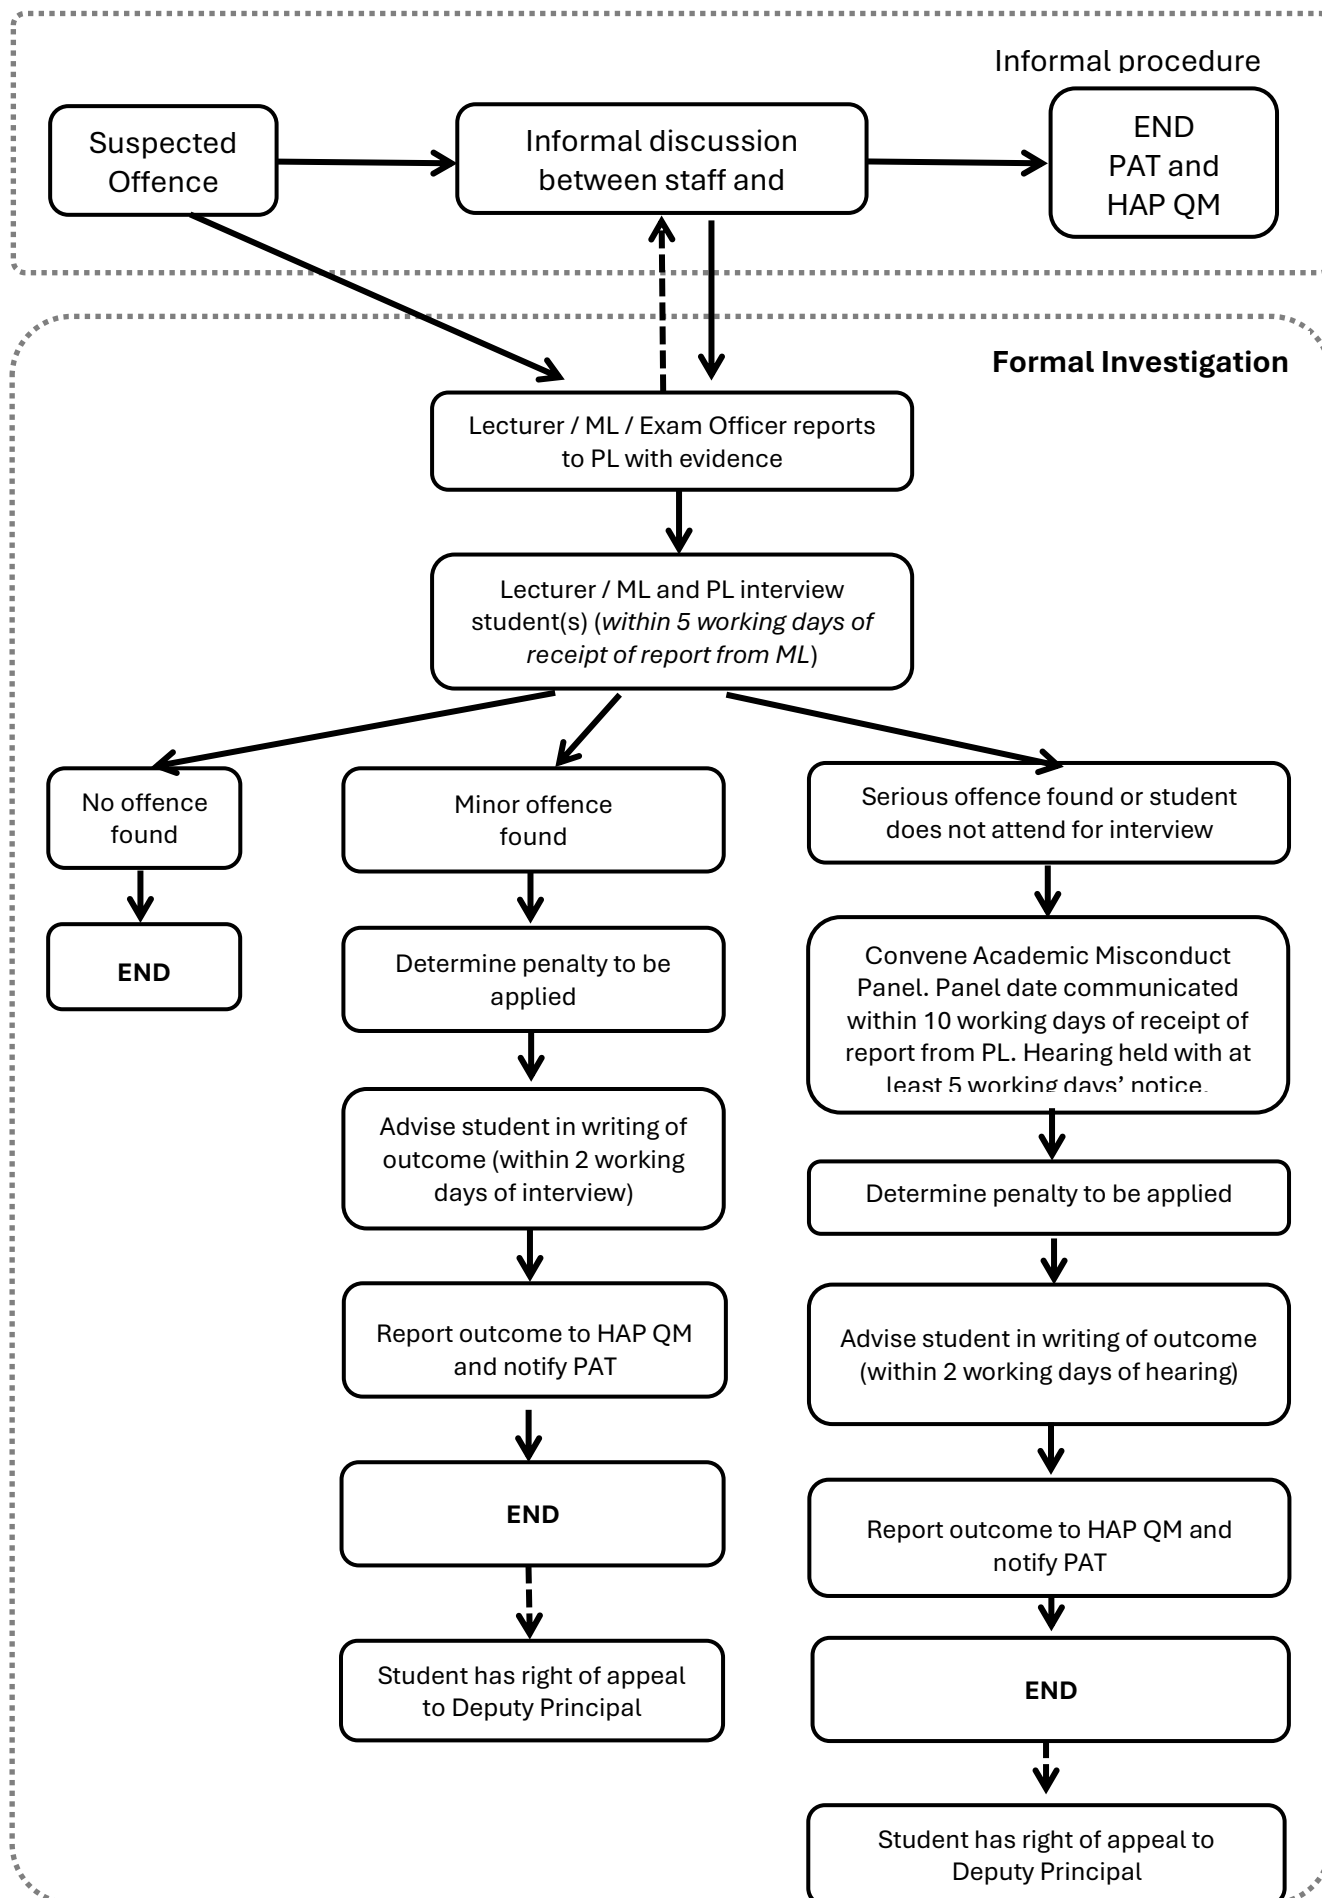 Informal procedure
Suspected
Offence
Informal discussion
between staff and
END
PAT and
HAP QM
Formal Investigation
Lecturer / ML / Exam Officer reports
to PL with evidence
Lecturer / ML and PL interview
student(s) (within 5 working days of
receipt of report from ML)
No offence
found
END
Minor offence
found
Determine penalty to be
applied
Advise student in writing of
outcome (within 2 working
days of interview)
Report outcome to HAP QM
and notify PAT
END
Student has right of appeal
to Deputy Principal
Serious offence found or student
does not attend for interview
Convene Academic Misconduct
Panel. Panel date communicated
within 10 working days of receipt of
report from PL. Hearing held with at
least 5 working days’ notice.
Determine penalty to be applied
Advise student in writing of outcome
(within 2 working days of hearing)
Report outcome to HAP QM and
notify PAT
END
Student has right of appeal to
Deputy Principal